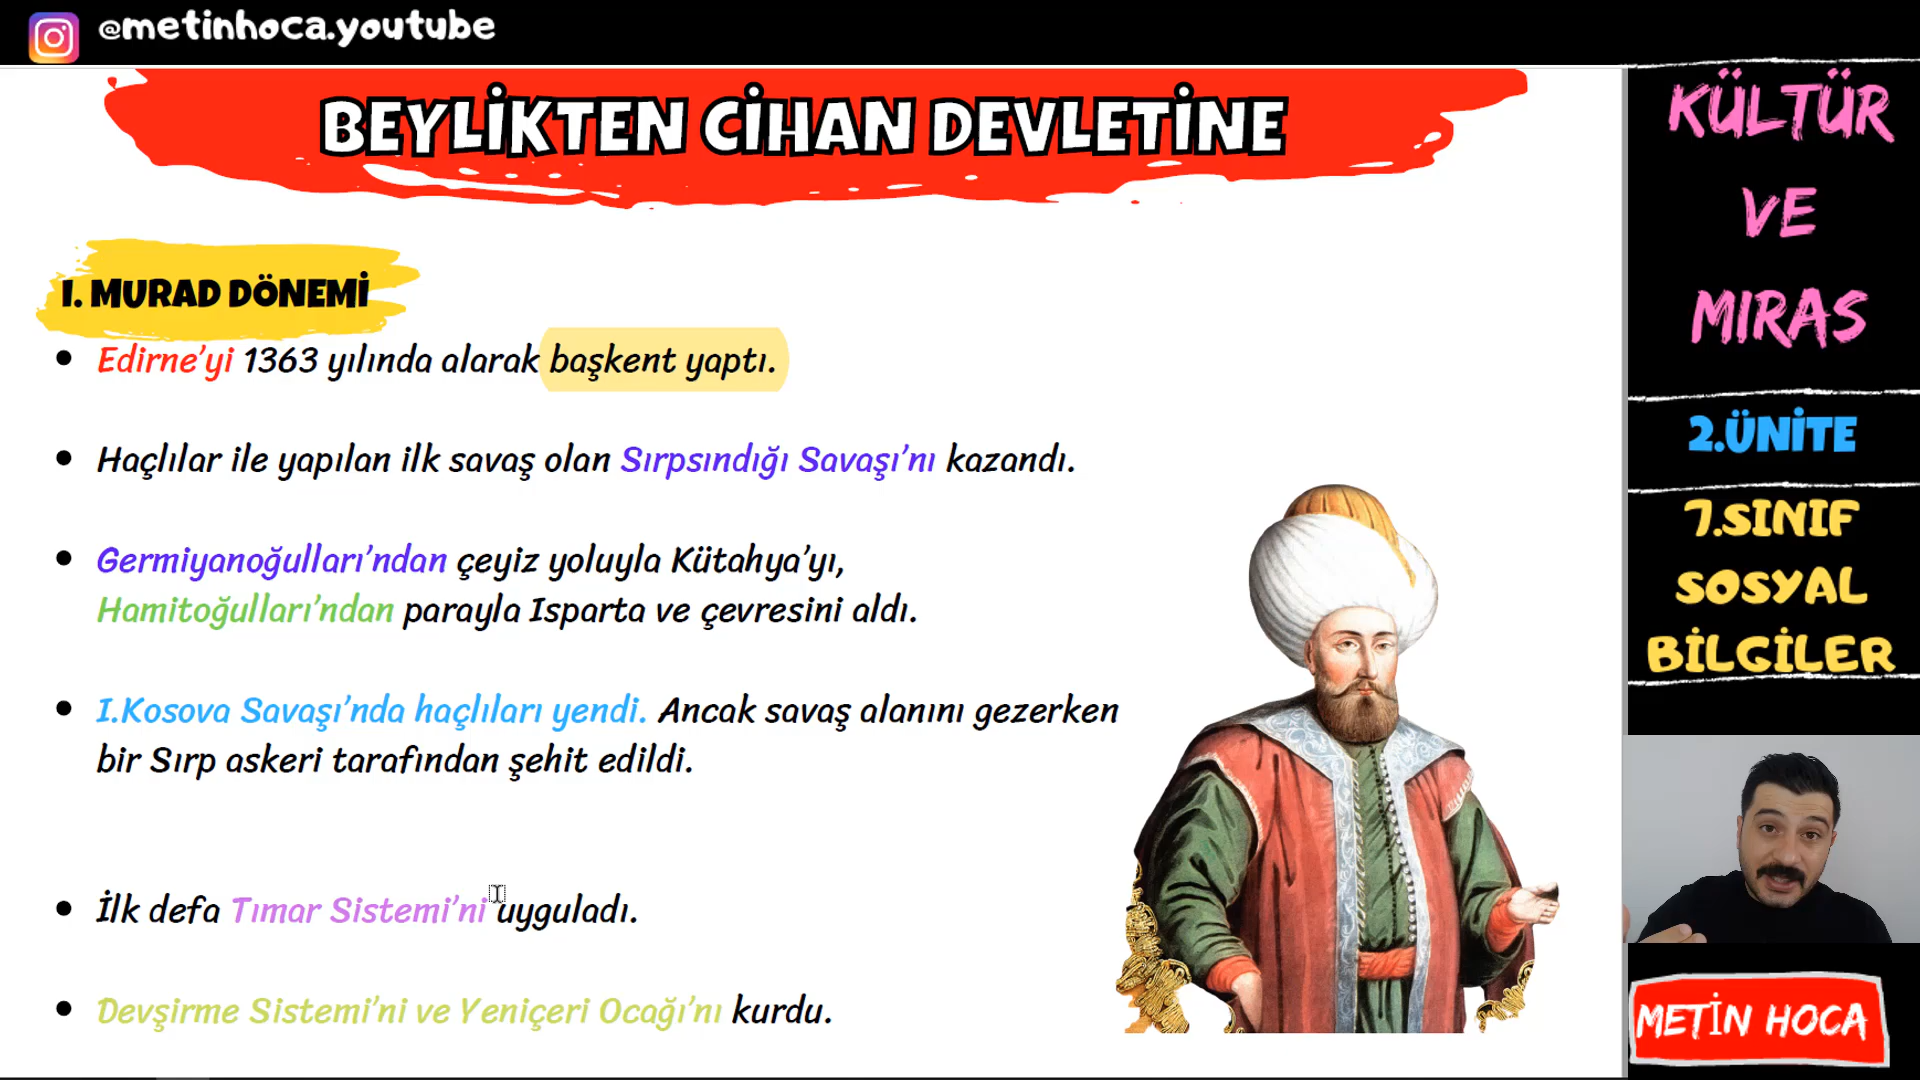 @metinhoca.youtube
BEYLİKTEN CİHAN DEVLETİNE
I. MURAD DÖNEMİ
• Edirne'yi 1363 yılında alarak başkent yaptı.
• Haçlılar ile yapılan ilk savaş olan Sırpsındığı Savaşı'nı kazandı.
• Germiyanoğulları'ndan çeyiz yoluyla Kütahya'yı,
Hamitoğulları'ndan parayla Isparta ve çevresini aldı.
• I.Kosova Savaşı'nda haçlıları yendi. Ancak savaş alanını gezerken
bir Sırp askeri tarafından şehit edildi.
• İlk defa Tımar Sistemi'ni uyguladı.
• Devşirme Sistemi'ni ve Yeniçeri Ocağı'nı kurdu.
KÜLTÜR
VE
MIRAS
2.ÜNİTE
7.SINIF
SOSYAL
BİLGİLER
METİN HOCA